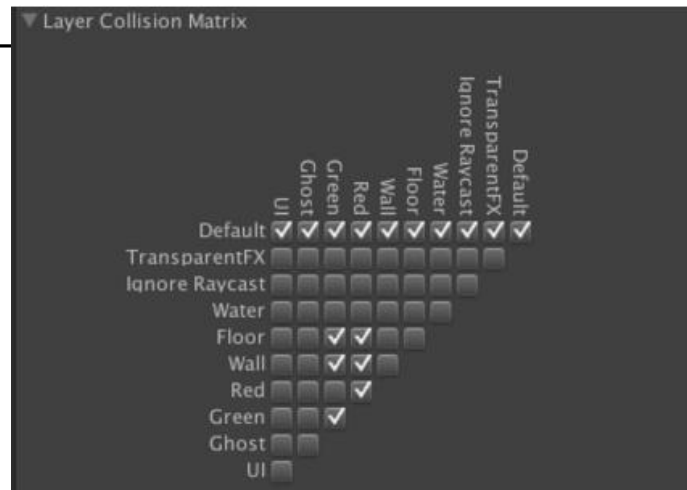 Layer Collision Matrix
UI
Ghost
Green
Red
Wall
Floor
Water
Ignore Raycast
TransparentFX
Default
Default
TransparentFX
Ignore Raycast
Water
Floor
Wall
Red
Green
Ghost
UI